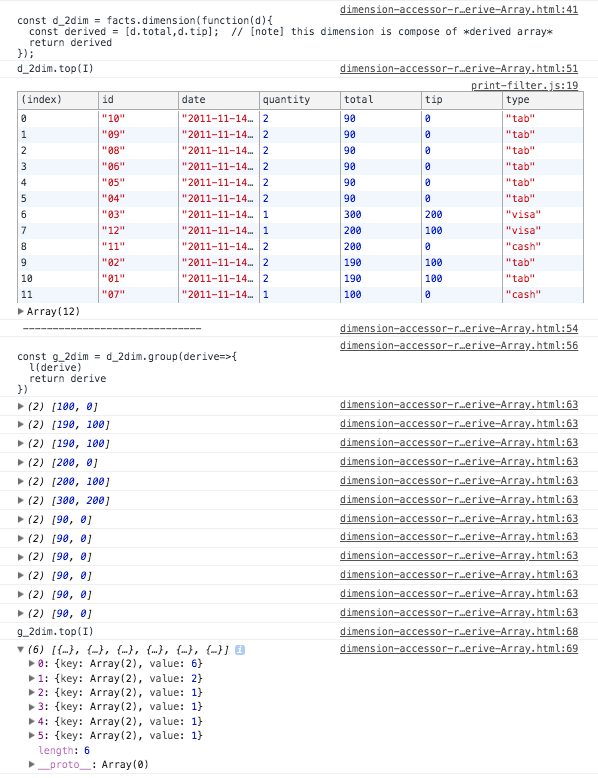 dimension-accessor-r…erive-Array.html:41
const d_2dim = facts.dimension(function(d){
const derived = [d.total,d.tip];  // [note] this dimension is compose of *derived array*
return derived
});
d_2dim.top(I) dimension-accessor-r…erive-Array.html:51
print-filter.js:19
(index) id date quantity total tip type
0 "10" "2011-11-14… 2 90 0 "tab"
1 "09" "2011-11-14… 2 90 0 "tab"
2 "08" "2011-11-14… 2 90 0 "tab"
3 "06" "2011-11-14… 2 90 0 "tab"
4 "05" "2011-11-14… 2 90 0 "tab"
5 "04" "2011-11-14… 2 90 0 "tab"
6 "03" "2011-11-14… 1 300 200 "visa"
7 "12" "2011-11-14… 1 200 100 "visa"
8 "11" "2011-11-14… 2 200 0 "cash"
9 "02" "2011-11-14… 2 190 100 "tab"
10 "01" "2011-11-14… 2 190 100 "tab"
11 "07" "2011-11-14… 1 100 0 "cash"
▶ Array(12)
------------------------------ dimension-accessor-r…erive-Array.html:54
dimension-accessor-r…erive-Array.html:56
const g_2dim = d_2dim.group(derive=>{
l(derive)
return derive
})
▶ (2) [100, 0] dimension-accessor-r…erive-Array.html:63
▶ (2) [190, 100] dimension-accessor-r…erive-Array.html:63
▶ (2) [190, 100] dimension-accessor-r…erive-Array.html:63
▶ (2) [200, 0] dimension-accessor-r…erive-Array.html:63
▶ (2) [200, 100] dimension-accessor-r…erive-Array.html:63
▶ (2) [300, 200] dimension-accessor-r…erive-Array.html:63
▶ (2) [90, 0] dimension-accessor-r…erive-Array.html:63
▶ (2) [90, 0] dimension-accessor-r…erive-Array.html:63
▶ (2) [90, 0] dimension-accessor-r…erive-Array.html:63
▶ (2) [90, 0] dimension-accessor-r…erive-Array.html:63
▶ (2) [90, 0] dimension-accessor-r…erive-Array.html:63
▶ (2) [90, 0] dimension-accessor-r…erive-Array.html:63
g_2dim.top(I) dimension-accessor-r…erive-Array.html:68
▼ (6) [{…}, {…}, {…}, {…}, {…}, {…}] i dimension-accessor-r…erive-Array.html:69
▶ 0: {key: Array(2), value: 6}
▶ 1: {key: Array(2), value: 2}
▶ 2: {key: Array(2), value: 1}
▶ 3: {key: Array(2), value: 1}
▶ 4: {key: Array(2), value: 1}
▶ 5: {key: Array(2), value: 1}
length: 6
▶ __proto__: Array(0)